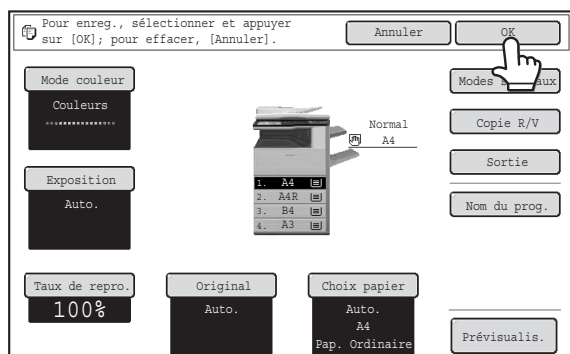 Pour enreg., sélectionner et appuyer
sur [OK]; pour effacer, [Annuler].
Annuler
OK
Mode couleur
Couleurs
Modes
aux
Normal
A4
Copie R/V
Sortie
Exposition
Auto.
1. A4
2. A4R
3. B4
4. A3
Nom du prog.
Taux de repro.
100%
Original
Auto.
Choix papier
Auto.
A4
Pap. Ordinaire
Prévisualis.